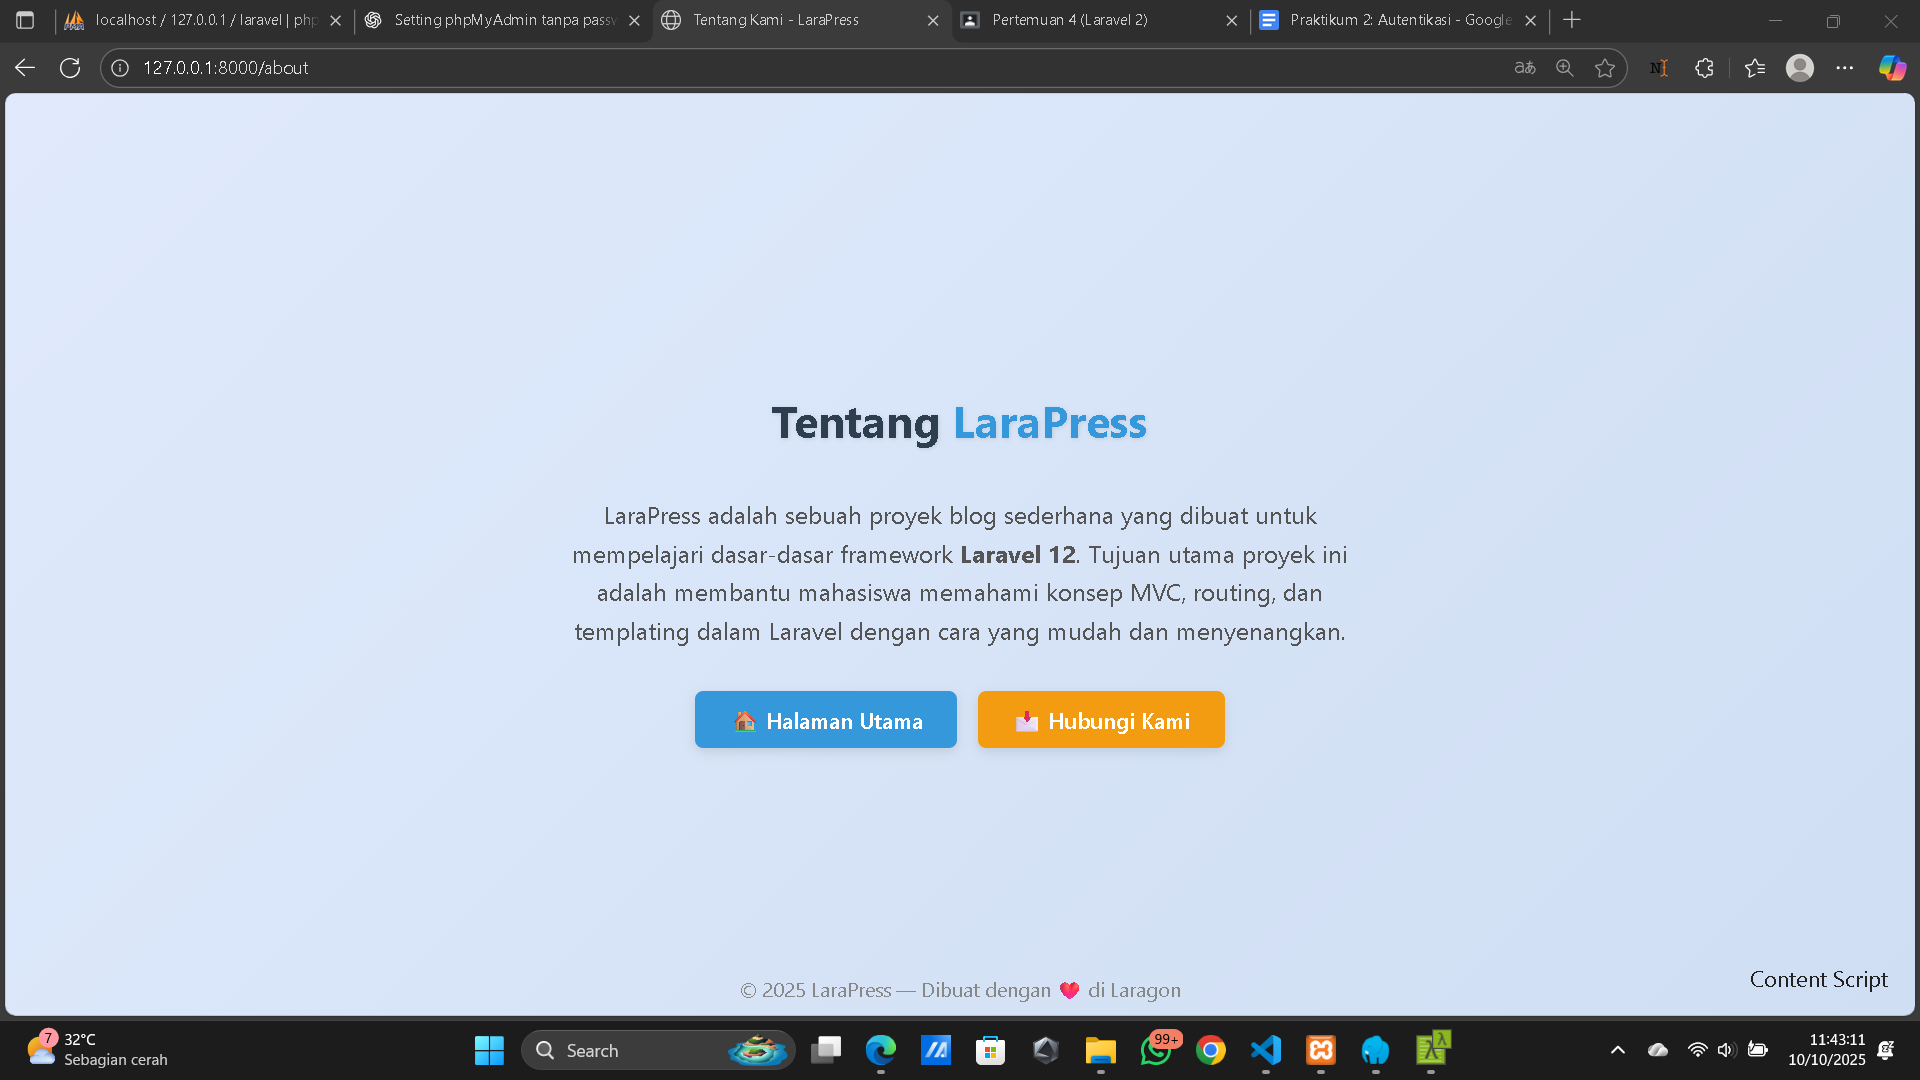 localhost / 127.0.0.1 / laravel | php
Setting phpMyAdmin tanpa passw
Tentang Kami - LaraPress
Pertemuan 4 (Laravel 2)
Praktikum 2: Autentikasi - Google
127.0.0.1:8000/about
Tentang LaraPress
LaraPress adalah sebuah proyek blog sederhana yang dibuat untuk
mempelajari dasar-dasar framework Laravel 12. Tujuan utama proyek ini
adalah membantu mahasiswa memahami konsep MVC, routing, dan
templating dalam Laravel dengan cara yang mudah dan menyenangkan.
🏠 Halaman Utama
📩 Hubungi Kami
Content Script
© 2025 LaraPress — Dibuat dengan ❤️ di Laragon
7
32°C
Sebagian cerah
Search
99+
11:43:11
10/10/2025